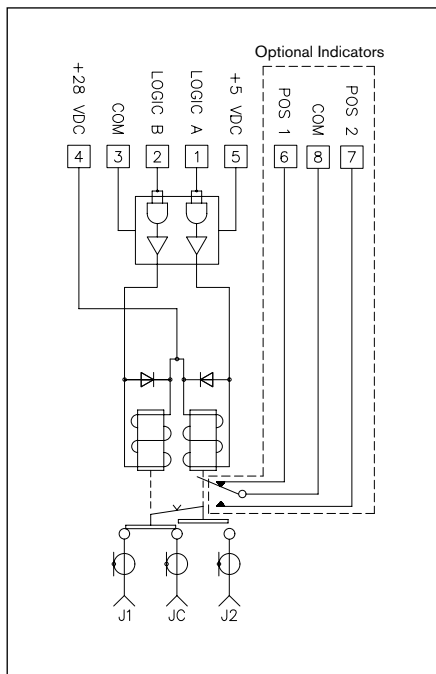 Optional Indicators
+28 VDC
COM
LOGIC B
LOGIC A
+5 VDC
POS 1
COM
POS 2
4
3
2
1
5
6
8
7
J1
JC
J2